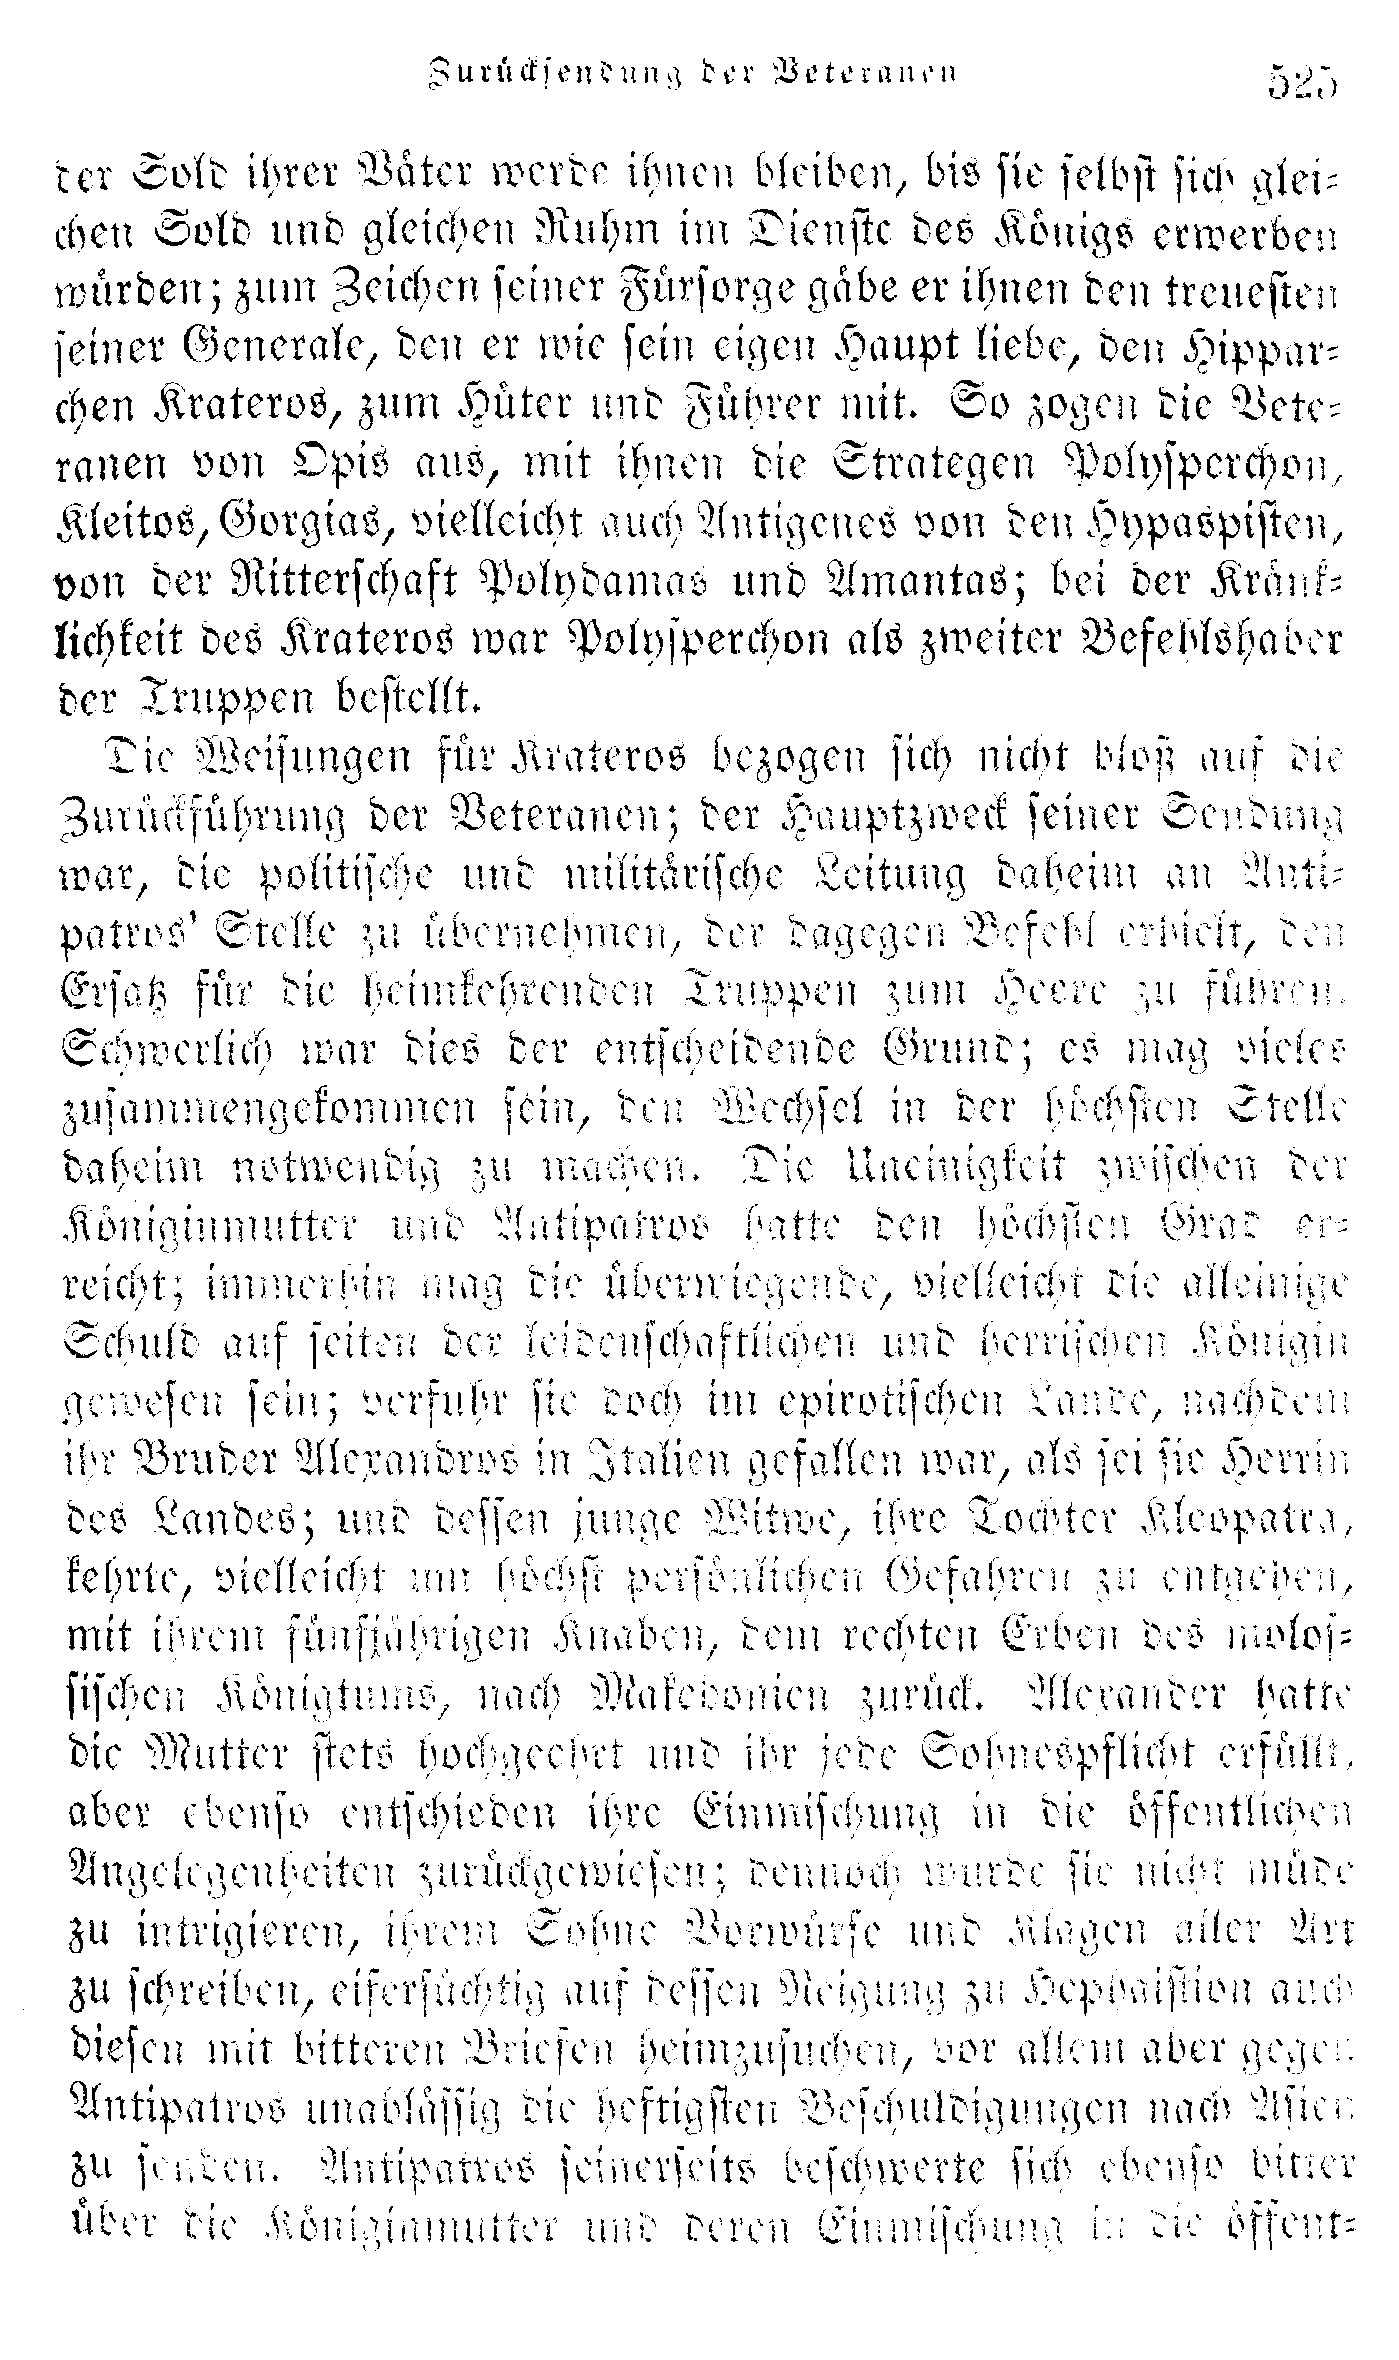 Zurücksendung der Veteranen 525
der Sold ihrer Väter werde ihnen bleiben, bis sie selbst sich glei-
chen Sold und gleichen Ruhm im Dienste des Königs erwerben
würden; zum Zeichen seiner Fürsorge gäbe er ihnen den treuesten
seiner Generale, den er wie sein eigen Haupt liebe, den Hippar-
chen Krateros, zum Hüter und Führer mit. So zogen die Vete-
ranen von Opis aus, mit ihnen die Strategen Polysperchon,
Kleitos, Gorgias, vielleicht auch Antigenes von den Hypaspisten,
von der Ritterschaft Polydamas und Amantas; bei der Kränk-
lichkeit des Krateros war Polysperchon als zweiter Befehlshaber
der Truppen bestellt.
Die Weisungen für Krateros bezogen sich nicht bloß auf die
Zurückführung der Veteranen; der Hauptzweck seiner Sendung
war, die politische und militärische Leitung daheim an Anti-
patros' Stelle zu übernehmen, der dagegen Befehl erhielt, den
Ersatz für die heimkehrenden Truppen zum Heere zu führen.
Schwerlich war dies der entscheidende Grund; es mag vieles
zusammengekommen sein, den Wechsel in der höchsten Stelle
daheim notwendig zu machen. Die Uneinigkeit zwischen der
Königinmutter und Antipatros hatte den höchsten Grad er-
reicht; immerhin mag die überwiegende, vielleicht die alleinige
Schuld auf seiten der leidenschaftlichen und herrischen Königin
gewesen sein; verfuhr sie doch im epirotischen Lande, nachdem
ihr Bruder Alexandros in Italien gefallen war, als sei sie Herrin
des Landes; und dessen junge Witwe, ihre Tochter Kleopatra,
kehrte, vielleicht um höchst persönlichen Gefahren zu entgehen,
mit ihrem fünfjährigen Knaben, dem rechten Erben des molos-
sischen Königtums, nach Makedonien zurück. Alexander hatte
die Mutter stets hochgeehrt und ihr jede Sohnespflicht erfüllt,
aber ebenso entschieden ihre Einmischung in die öffentlichen
Angelegenheiten zurückgewiesen; dennoch wurde sie nicht müde
zu intrigieren, ihrem Sohne Vorwürfe und Klagen aller Art
zu schreiben, eifersüchtig auf dessen Neigung zu Hephaistion auch
diesen mit bitteren Briefen heimzusuchen, vor allem aber gegen
Antipatros unablässig die heftigsten Beschuldigungen nach Asien
zu senden. Antipatros seinerseits beschwerte sich ebenso bitter
über die Königinmutter und deren Einmischung in die öffent-